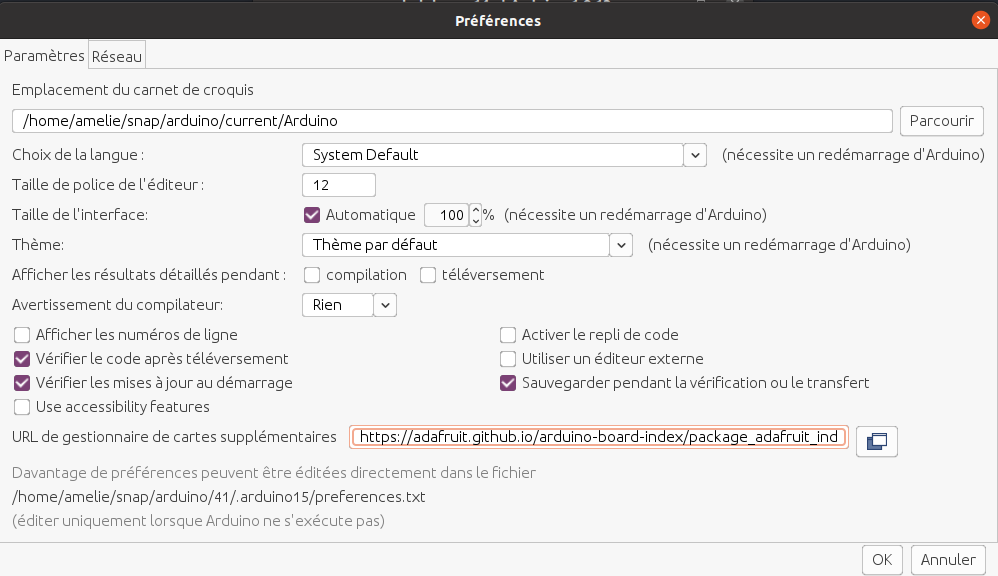 Préférences
Paramètres Réseau
Emplacement du carnet de croquis
/home/amelie/snap/arduino/current/Arduino Parcourir
Choix de la langue : System Default (nécessite un redémarrage d'Arduino)
Taille de police de l'éditeur : 12
Taille de l'interface: Automatique 100 % (nécessite un redémarrage d'Arduino)
Thème: Thème par défaut (nécessite un redémarrage d'Arduino)
Afficher les résultats détaillés pendant : compilation téléversement
Avertissement du compilateur: Rien
Afficher les numéros de ligne Activer le repli de code
Vérifier le code après téléversement Utiliser un éditeur externe
Vérifier les mises à jour au démarrage Sauvegarder pendant la vérification ou le transfert
Use accessibility features
URL de gestionnaire de cartes supplémentaires https://adafruit.github.io/arduino-board-index/package_adafruit_ind
Davantage de préférences peuvent être éditées directement dans le fichier
/home/amelie/snap/arduino/41/.arduino15/preferences.txt
(éditer uniquement lorsque Arduino ne s'exécute pas)
OK Annuler